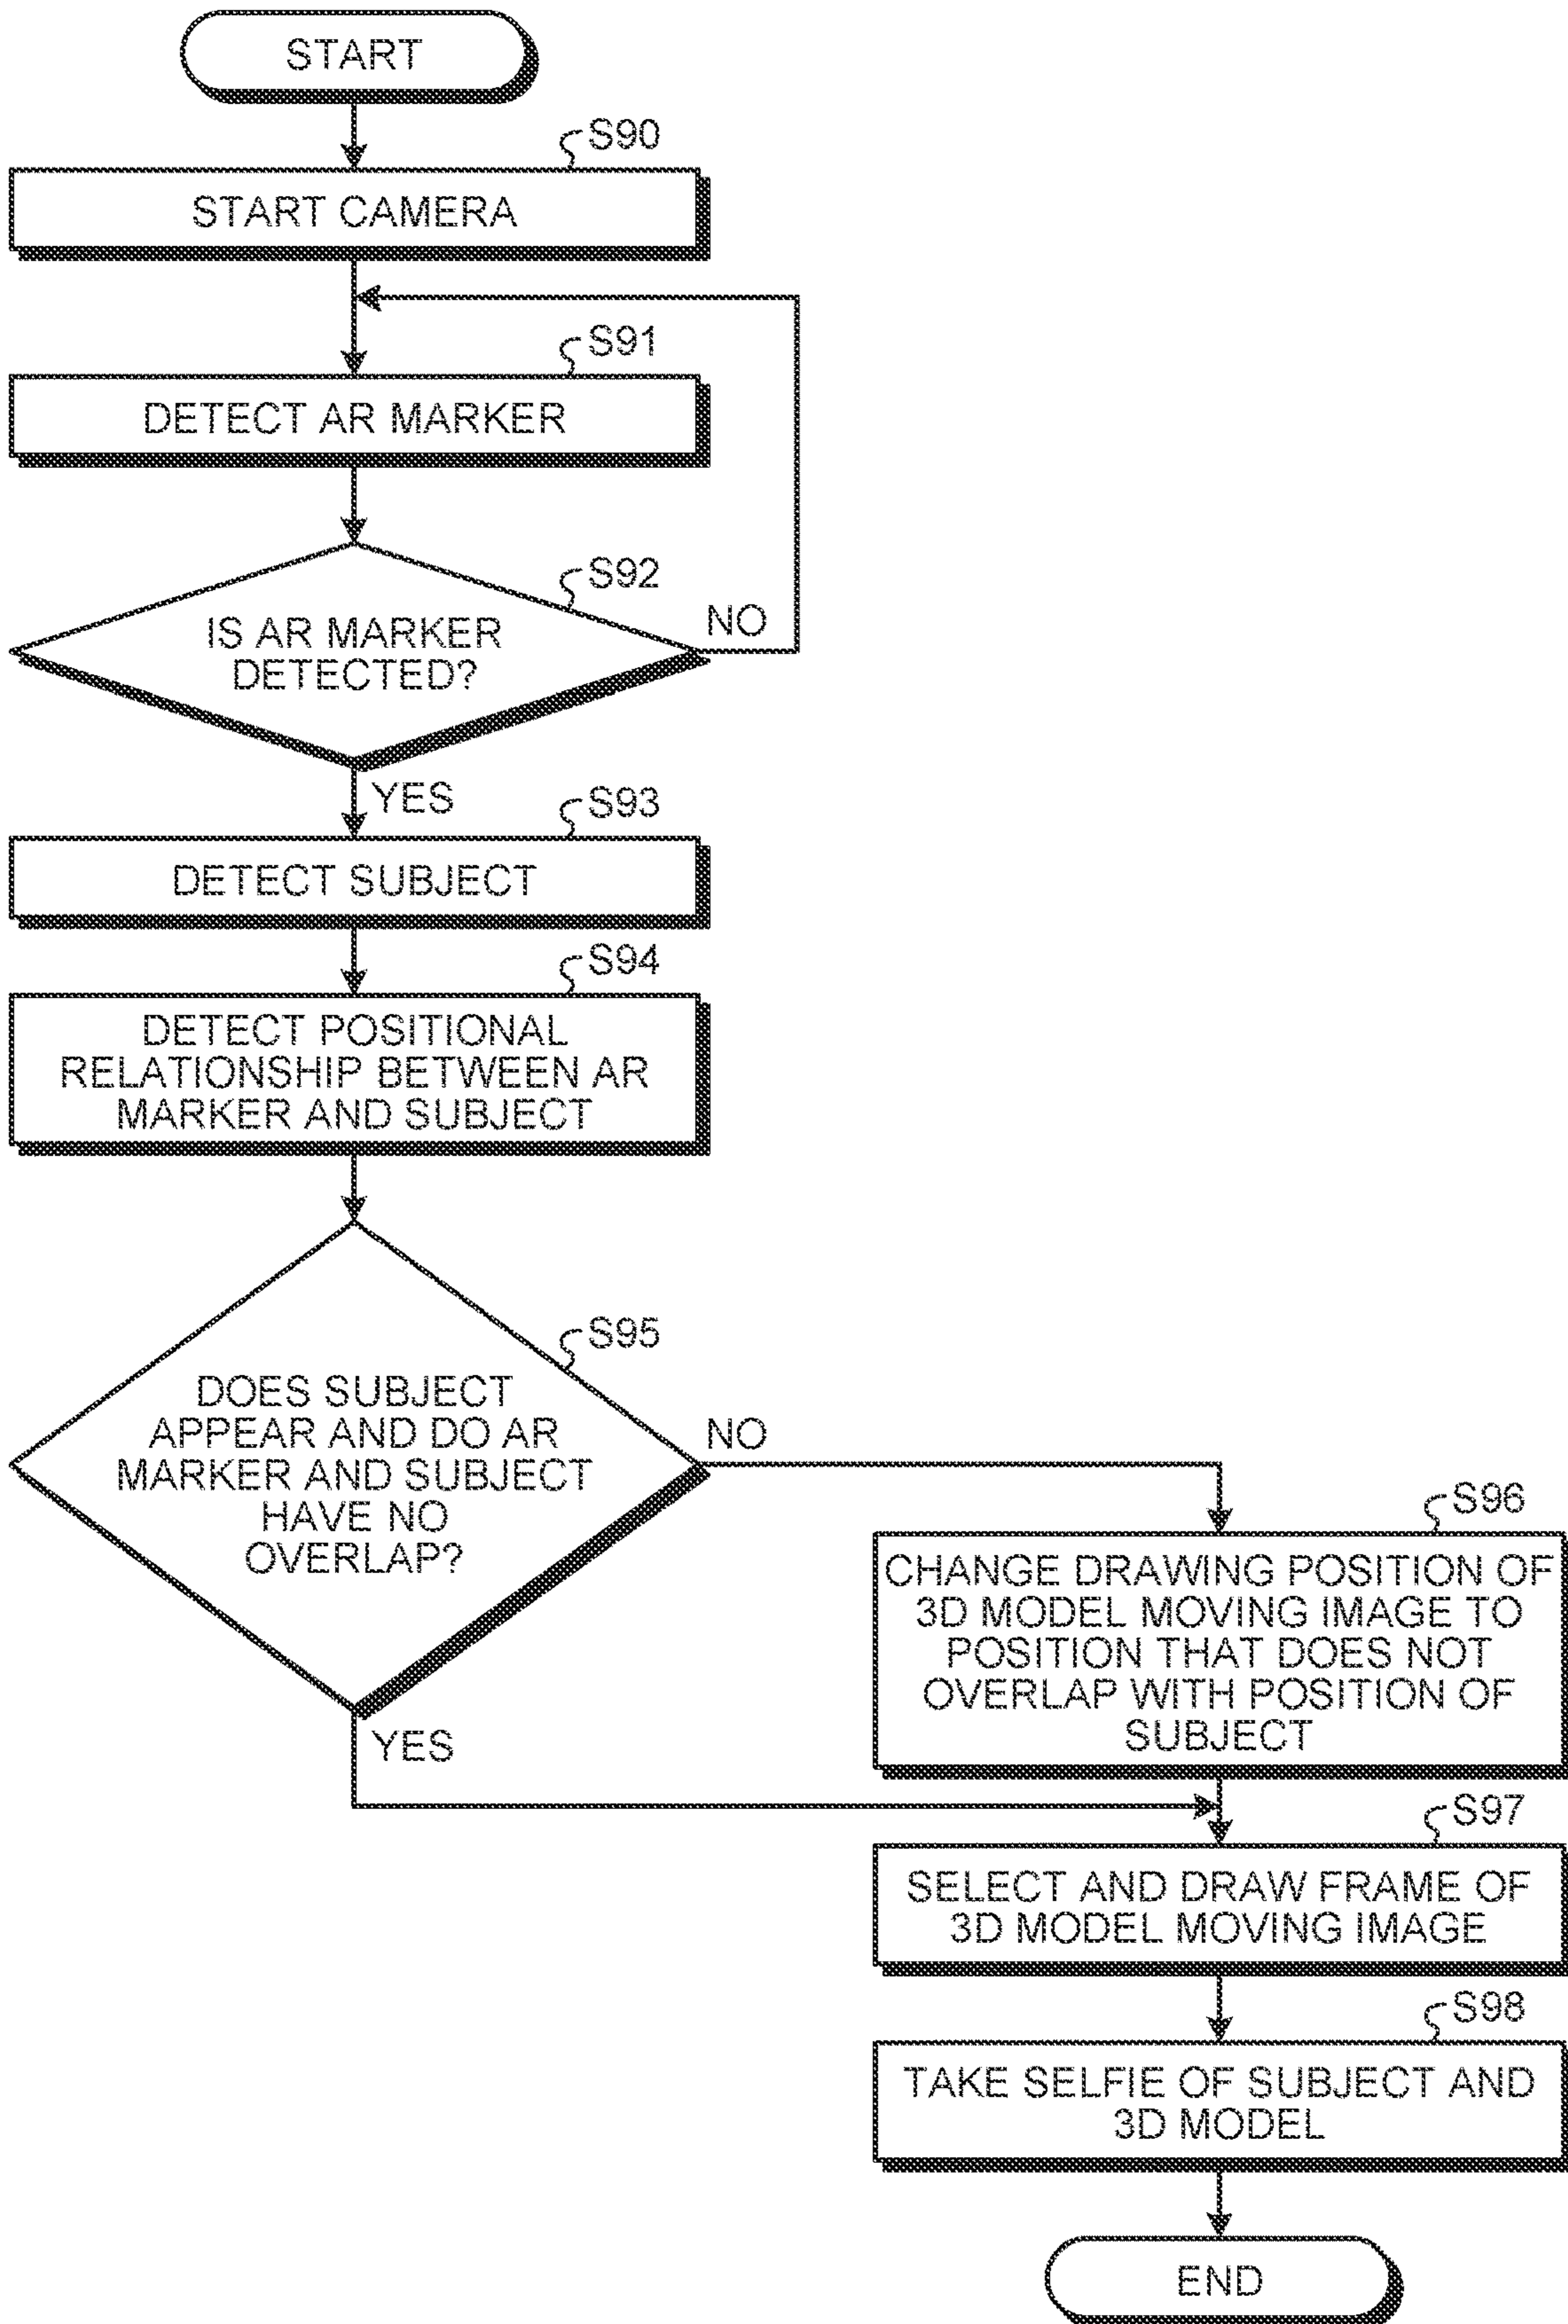 START
S90
START CAMERA
S91
DETECT AR MARKER
S92
IS AR MARKER
DETECTED?
NO
YES
S93
DETECT SUBJECT
S94
DETECT POSITIONAL
RELATIONSHIP BETWEEN AR
MARKER AND SUBJECT
S95
DOES SUBJECT
APPEAR AND DO AR
MARKER AND SUBJECT
HAVE NO
OVERLAP?
NO
YES
S96
CHANGE DRAWING POSITION OF
3D MODEL MOVING IMAGE TO
POSITION THAT DOES NOT
OVERLAP WITH POSITION OF
SUBJECT
S97
SELECT AND DRAW FRAME OF
3D MODEL MOVING IMAGE
S98
TAKE SELFIE OF SUBJECT AND
3D MODEL
END